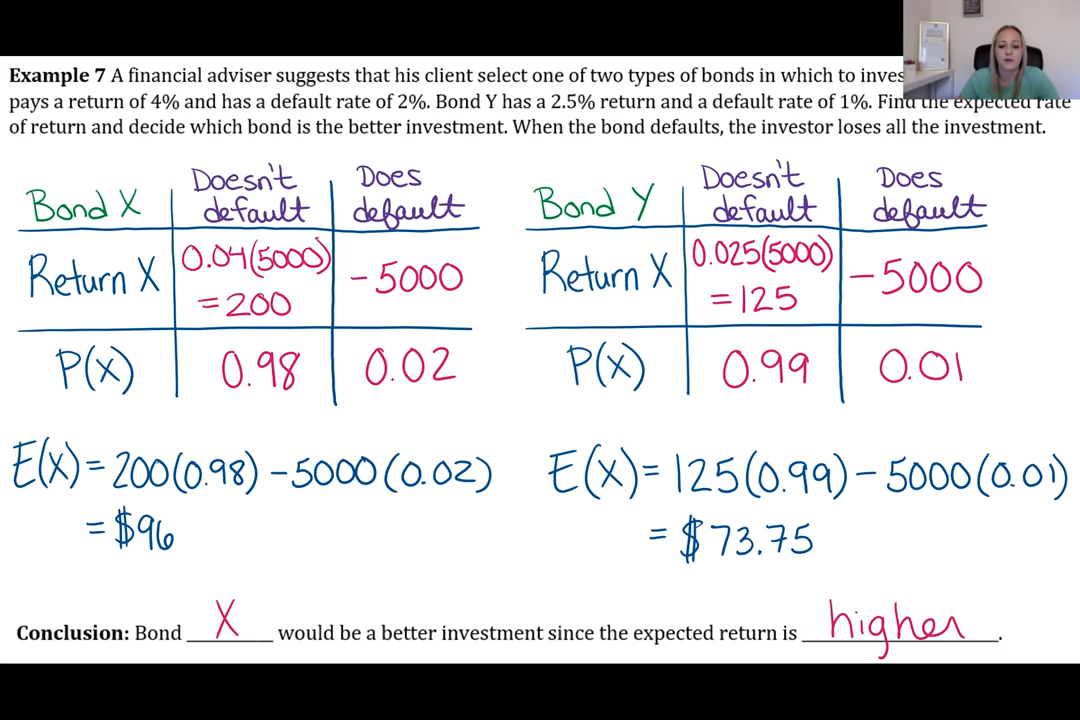 Example 7 A financial adviser suggests that his client select one of two types of bonds in which to inves
pays a return of 4% and has a default rate of 2%. Bond Y has a 2.5% return and a default rate of 1%. Find the expected rate
of return and decide which bond is the better investment. When the bond defaults, the investor loses all the investment.
Bond X Doesn't default Does default
Return X 0.04(5000) = 200 -5000
P(x) 0.98 0.02
E(x) = 200(0.98) - 5000(0.02)
= $96
Bond Y Doesn't default Does default
Return X 0.025(5000) = 125 -5000
P(x) 0.99 0.01
E(x) = 125(0.99) - 5000(0.01)
= $73.75
Conclusion: Bond X would be a better investment since the expected return is higher.